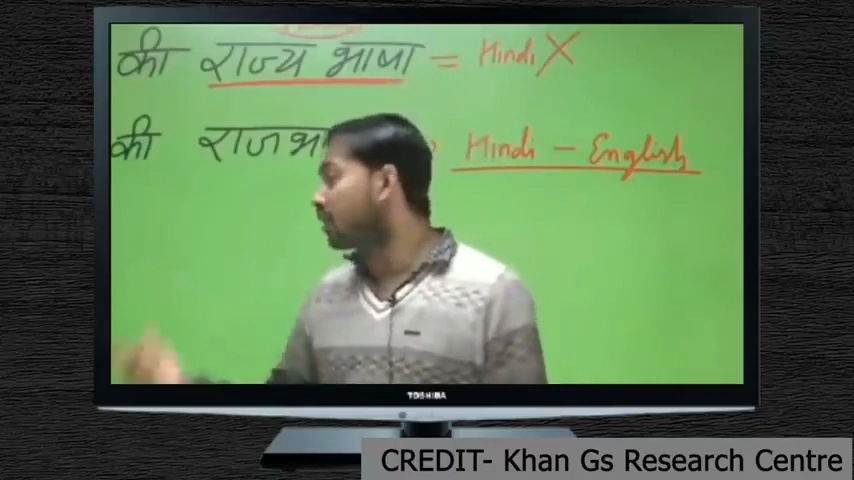 की राज्य भाषा = Hindi X
की राजभा Hindi - English
TOSHIBA
CREDIT- Khan Gs Research Centre